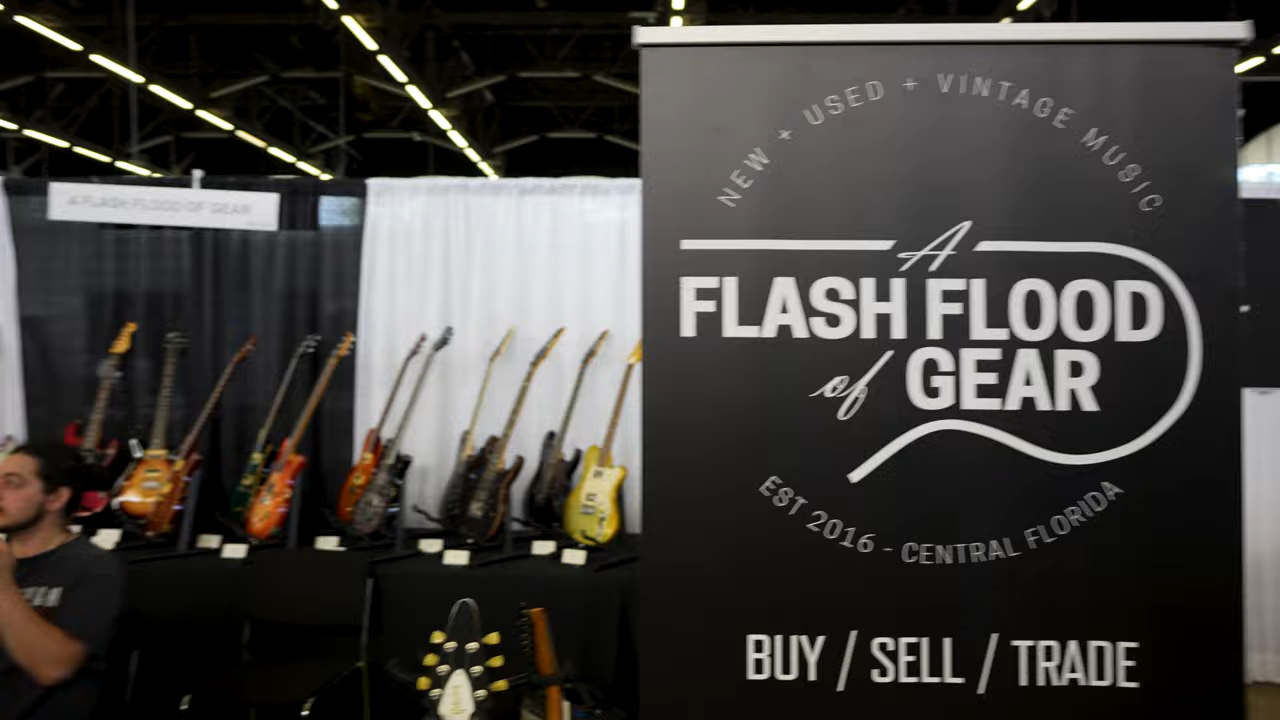 A FLASH FLOOD OF GEAR
NEW + USED + VINTAGE MUSIC
A
FLASH FLOOD
of GEAR
EST 2016 - CENTRAL FLORIDA
BUY / SELL / TRADE